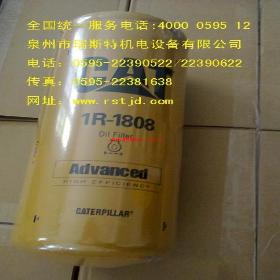 全国统一服务电话:4000 0595 12
泉州市瑞斯特机电设备有限公司
电话:0595-22390522/22390622
传真:0595-22381638
网址:www.rstjd.com
1R-1808
Oil Filter
Advanced
HIGH EFFICIENCY
CATERPILLAR